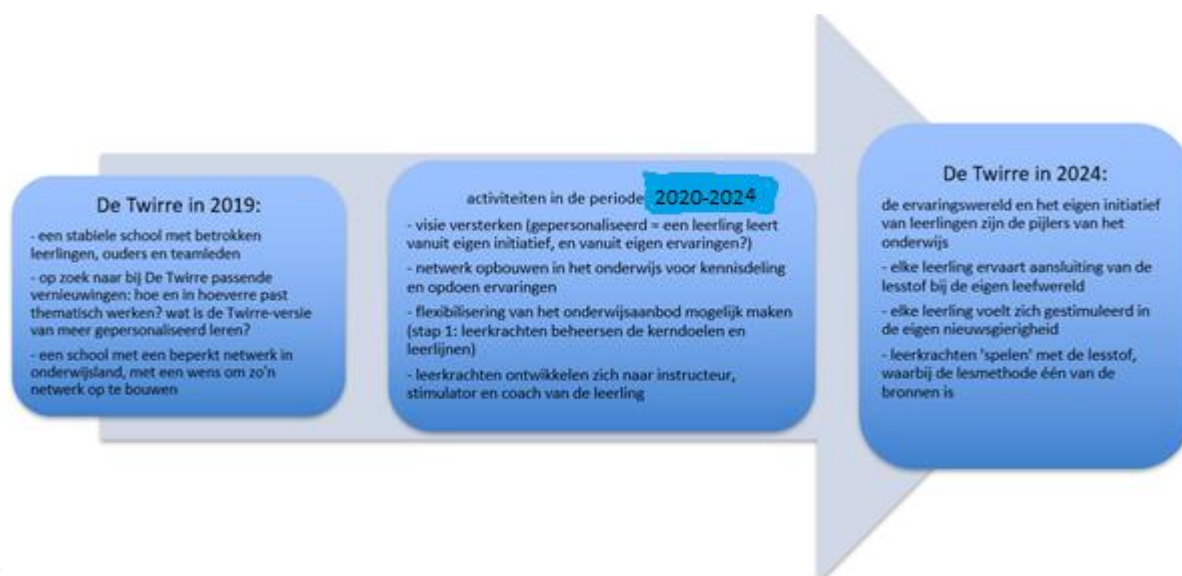 De Twirre in 2019:
- een stabiele school met betrokken
leerlingen, ouders en teamleden
- op zoek naar bij De Twirre passende
vernieuwingen: hoe en in hoeverre past
thematisch werken? wat is de Twirre-versie
van meer gepersonaliseerd leren?
- een school met een beperkt netwerk in
onderwijsland, met een wens om zo'n
netwerk op te bouwen
activiteiten in de periode 2020-2024
- visie versterken (gepersonaliseerd = een leerling leert
vanuit eigen initiatief, en vanuit eigen ervaringen?)
- netwerk opbouwen in het onderwijs voor kennisdeling
en opdoen ervaringen
- flexibilisering van het onderwijsaanbod mogelijk maken
(stap 1: leerkrachten beheersen de kerndoelen en
leerlijnen)
- leerkrachten ontwikkelen zich naar instructeur,
stimulator en coach van de leerling
De Twirre in 2024:
de ervaringswereld en het eigen initiatief
van leerlingen zijn de pijlers van het
onderwijs
- elke leerling ervaart aansluiting van de
lesstof bij de eigen leefwereld
- elke leerling voelt zich gestimuleerd in
de eigen nieuwsgierigheid
- leerkrachten 'spelen' met de lesstof,
waarbij de lesmethode één van de
bronnen is